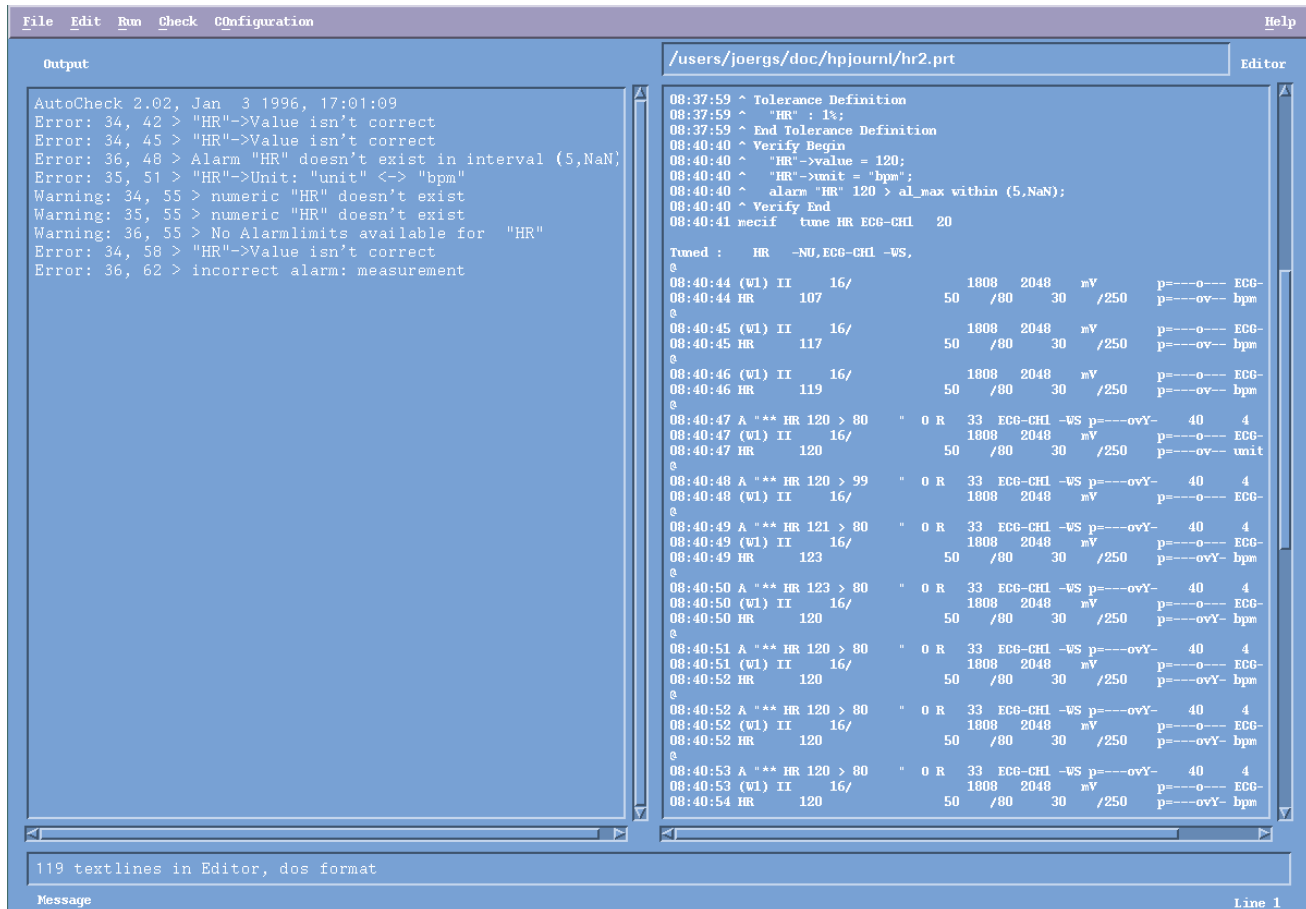 File Edit Run Check COnfiguration Help
Output
AutoCheck 2.02, Jan 3 1996, 17:01:09
Error: 34, 42 > "HR"->Value isn't correct
Error: 34, 45 > "HR"->Value isn't correct
Error: 36, 48 > Alarm "HR" doesn't exist in interval (5,NaN)
Error: 35, 51 > "HR"->Unit: "unit" <-> "bpm"
Warning: 34, 55 > numeric "HR" doesn't exist
Warning: 35, 55 > numeric "HR" doesn't exist
Warning: 36, 55 > No Alarmlimits available for "HR"
Error: 34, 58 > "HR"->Value isn't correct
Error: 36, 62 > incorrect alarm: measurement
/users/joergs/doc/hpjournl/hr2.prt
Editor
08:37:59 ^ Tolerance Definition
08:37:59 ^ "HR" : 1%;
08:37:59 ^ End Tolerance Definition
08:40:40 ^ Verify Begin
08:40:40 ^ "HR"->value = 120;
08:40:40 ^ "HR"->unit = "bpm";
08:40:40 ^ alarm "HR" 120 > al_max within (5,NaN);
08:40:40 ^ Verify End
08:40:41 mecif tune HR ECG-CH1 20
Tuned : HR -NU,ECG-CH1 -WS,
@
08:40:44 (W1) II 16/ 1808 2048 mV p=---o--- ECG-
08:40:44 HR 107 50 /80 30 /250 p=---ov-- bpm
@
08:40:45 (W1) II 16/ 1808 2048 mV p=---o--- ECG-
08:40:45 HR 117 50 /80 30 /250 p=---ov-- bpm
@
08:40:46 (W1) II 16/ 1808 2048 mV p=---o--- ECG-
08:40:46 HR 119 50 /80 30 /250 p=---ov-- bpm
@
08:40:47 A "** HR 120 > 80 " O R 33 ECG-CH1 -WS p=---ovY- 40 4
08:40:47 (W1) II 16/ 1808 2048 mV p=---o--- ECG-
08:40:47 HR 120 50 /80 30 /250 p=---ov-- unit
@
08:40:48 A "** HR 120 > 99 " O R 33 ECG-CH1 -WS p=---ovY- 40 4
08:40:48 (W1) II 16/ 1808 2048 mV p=---o--- ECG-
@
08:40:49 A "** HR 121 > 80 " O R 33 ECG-CH1 -WS p=---ovY- 40 4
08:40:49 (W1) II 16/ 1808 2048 mV p=---o--- ECG-
08:40:49 HR 123 50 /80 30 /250 p=---ovY- bpm
@
08:40:50 A "** HR 123 > 80 " O R 33 ECG-CH1 -WS p=---ovY- 40 4
08:40:50 (W1) II 16/ 1808 2048 mV p=---o--- ECG-
08:40:50 HR 120 50 /80 30 /250 p=---ovY- bpm
@
08:40:51 A "** HR 120 > 80 " O R 33 ECG-CH1 -WS p=---ovY- 40 4
08:40:51 (W1) II 16/ 1808 2048 mV p=---o--- ECG-
08:40:52 HR 120 50 /80 30 /250 p=---ovY- bpm
@
08:40:52 A "** HR 120 > 80 " O R 33 ECG-CH1 -WS p=---ovY- 40 4
08:40:52 (W1) II 16/ 1808 2048 mV p=---o--- ECG-
08:40:52 HR 120 50 /80 30 /250 p=---ovY- bpm
@
08:40:53 A "** HR 120 > 80 " O R 33 ECG-CH1 -WS p=---ovY- 40 4
08:40:53 (W1) II 16/ 1808 2048 mV p=---o--- ECG-
08:40:54 HR 120 50 /80 30 /250 p=---ovY- bpm
119 textlines in Editor, dos format
Message
Line 1